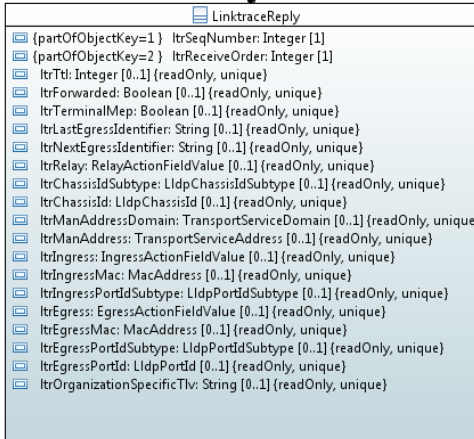 LinktraceReply
{partOfObjectKey=1 } ltrSeqNumber: Integer [1]
{partOfObjectKey=2 } ltrReceiveOrder: Integer [1]
ltrTtl: Integer [0..1] {readOnly, unique}
ltrForwarded: Boolean [0..1] {readOnly, unique}
ltrTerminalMep: Boolean [0..1] {readOnly, unique}
ltrLastEgressIdentifier: String [0..1] {readOnly, unique}
ltrNextEgressIdentifier: String [0..1] {readOnly, unique}
ltrRelay: RelayActionFieldValue [0..1] {readOnly, unique}
ltrChassisIdSubtype: LldpChassisIdSubtype [0..1] {readOnly, unique}
ltrChassisId: LldpChassisId [0..1] {readOnly, unique}
ltrManAddressDomain: TransportServiceDomain [0..1] {readOnly, unique
ltrManAddress: TransportServiceAddress [0..1] {readOnly, unique}
ltrIngress: IngressActionFieldValue [0..1] {readOnly, unique}
ltrIngressMac: MacAddress [0..1] {readOnly, unique}
ltrIngressPortIdSubtype: LldpPortIdSubtype [0..1] {readOnly, unique}
ltrEgress: EgressActionFieldValue [0..1] {readOnly, unique}
ltrEgressMac: MacAddress [0..1] {readOnly, unique}
ltrEgressPortIdSubtype: LldpPortIdSubtype [0..1] {readOnly, unique}
ltrEgressPortId: LldpPortId [0..1] {readOnly, unique}
ltrOrganizationSpecificTlv: String [0..1] {readOnly, unique}